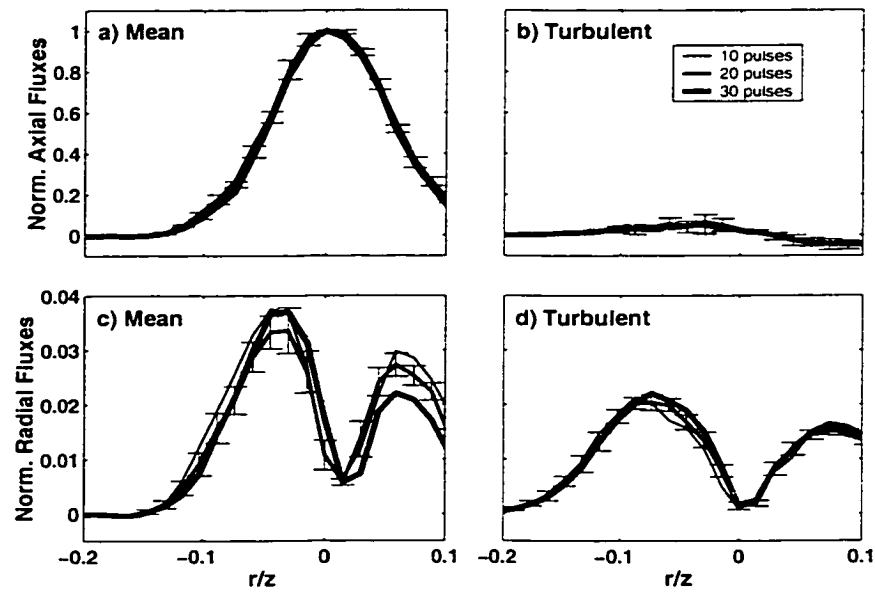 a) Mean
b) Turbulent
10 pulses
20 pulses
30 pulses
Norm. Axial Fluxes
1
0.8
0.6
0.4
0.2
0
c) Mean
d) Turbulent
Norm. Radial Fluxes
0.04
0.03
0.02
0.01
0
-0.2
-0.1
0
0.1
-0.2
-0.1
0
0.1
r/z
r/z